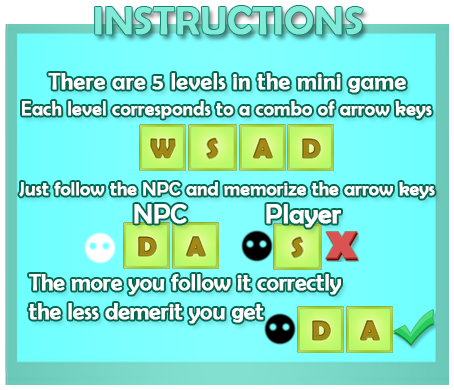 INSTRUCTIONS
There are 5 levels in the mini game
Each level corresponds to a combo of arrow keys
W S A D
Just follow the NPC and memorize the arrow keys
NPC Player
D A S X
The more you follow it correctly
the less demerit you get
D A